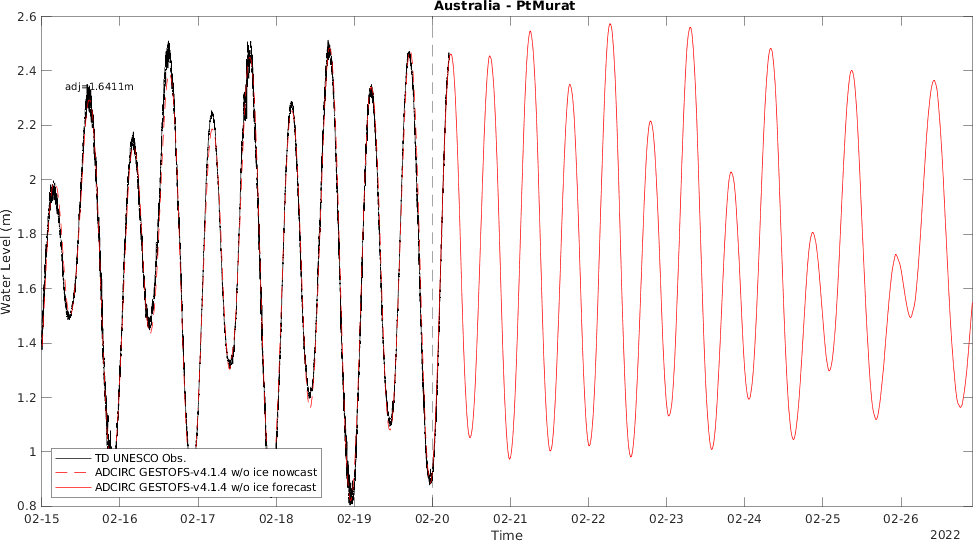 Australia - PtMurat
2.6
2.4
2.2
2
1.8
1.6
1.4
1.2
1
0.8
Water Level (m)
adj=1.6411m
TD UNESCO Obs.
ADCIRC GESTOFS-v4.1.4 w/o ice nowcast
ADCIRC GESTOFS-v4.1.4 w/o ice forecast
02-15 02-16 02-17 02-18 02-19 02-20 02-21 02-22 02-23 02-24 02-25 02-26
Time
2022